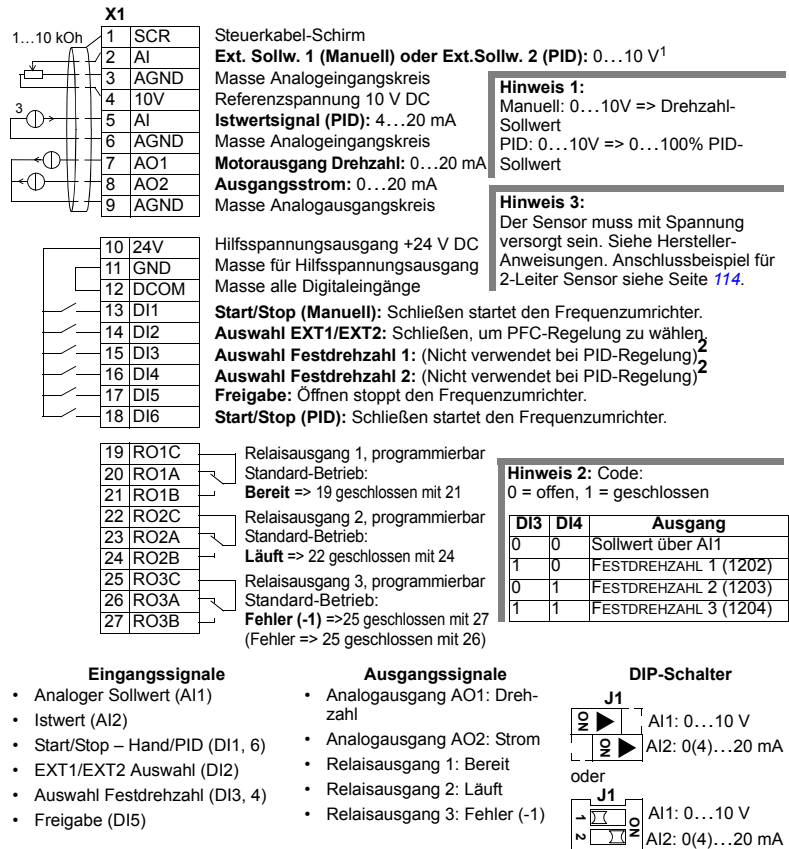 X1
1…10 kOh
1 SCR Steuerkabel-Schirm
2 AI Ext. Sollw. 1 (Manuell) oder Ext.Sollw. 2 (PID): 0…10 V1
3 AGND Masse Analogeingangskreis
4 10V Referenzspannung 10 V DC
3
5 AI Istwertsignal (PID): 4…20 mA
6 AGND Masse Analogeingangskreis
7 AO1 Motorausgang Drehzahl: 0…20 mA
8 AO2 Ausgangsstrom: 0…20 mA
9 AGND Masse Analogausgangskreis
Hinweis 1:
Manuell: 0…10V => Drehzahl-
Sollwert
PID: 0…10V => 0…100% PID-
Sollwert
Hinweis 3:
Der Sensor muss mit Spannung
versorgt sein. Siehe Hersteller-
Anweisungen. Anschlussbeispiel für
2-Leiter Sensor siehe Seite 114.
10 24V Hilfsspannungsausgang +24 V DC
11 GND Masse für Hilfsspannungsausgang
12 DCOM Masse alle Digitaleingänge
13 DI1 Start/Stop (Manuell): Schließen startet den Frequenzumrichter.
14 DI2 Auswahl EXT1/EXT2: Schließen, um PFC-Regelung zu wählen.
15 DI3 Auswahl Festdrehzahl 1: (Nicht verwendet bei PID-Regelung)2
16 DI4 Auswahl Festdrehzahl 2: (Nicht verwendet bei PID-Regelung)2
17 DI5 Freigabe: Öffnen stoppt den Frequenzumrichter.
18 DI6 Start/Stop (PID): Schließen startet den Frequenzumrichter.
19 RO1C Relaisausgang 1, programmierbar
20 RO1A Standard-Betrieb:
21 RO1B Bereit => 19 geschlossen mit 21
22 RO2C Relaisausgang 2, programmierbar
23 RO2A Standard-Betrieb:
24 RO2B Läuft => 22 geschlossen mit 24
25 RO3C Relaisausgang 3, programmierbar
26 RO3A Standard-Betrieb:
27 RO3B Fehler (-1) =>25 geschlossen mit 27
(Fehler => 25 geschlossen mit 26)
Hinweis 2: Code:
0 = offen, 1 = geschlossen
DI3 DI4 Ausgang
0 0 Sollwert über AI1
1 0 FESTDREHZAHL 1 (1202)
0 1 FESTDREHZAHL 2 (1203)
1 1 FESTDREHZAHL 3 (1204)
Eingangssignale
• Analoger Sollwert (AI1)
• Istwert (AI2)
• Start/Stop – Hand/PID (DI1, 6)
• EXT1/EXT2 Auswahl (DI2)
• Auswahl Festdrehzahl (DI3, 4)
• Freigabe (DI5)
Ausgangssignale
• Analogausgang AO1: Dreh-
zahl
• Analogausgang AO2: Strom
• Relaisausgang 1: Bereit
• Relaisausgang 2: Läuft
• Relaisausgang 3: Fehler (-1)
DIP-Schalter
J1
ON AI1: 0…10 V
ON AI2: 0(4)…20 mA
oder
J1
1 ON AI1: 0…10 V
2 AI2: 0(4)…20 mA